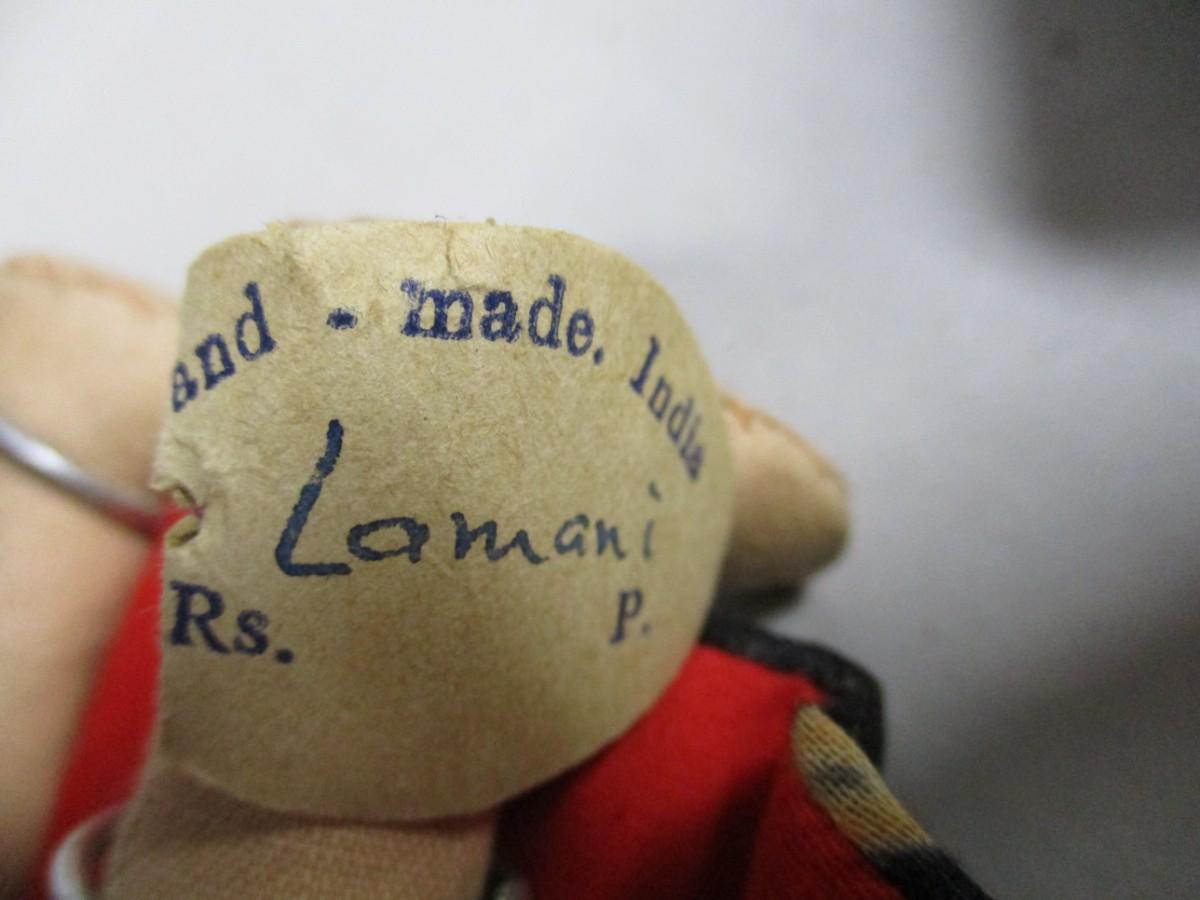 and - made. India
Lamani
Rs. P.